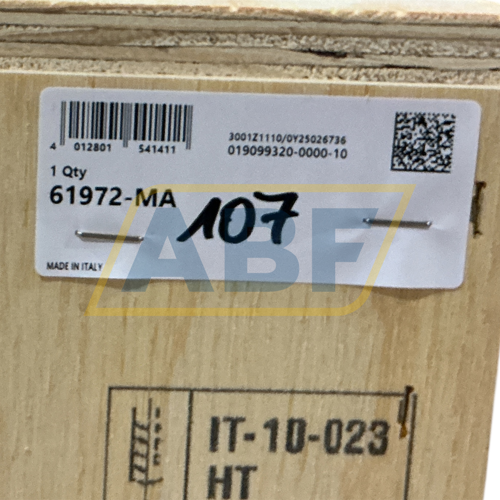 4 012801 541411
3001Z1110/0Y25026736
019099320-0000-10
1 Qty
61972-MA
107
MADE IN ITALY
ABF
IT-10-023
HT